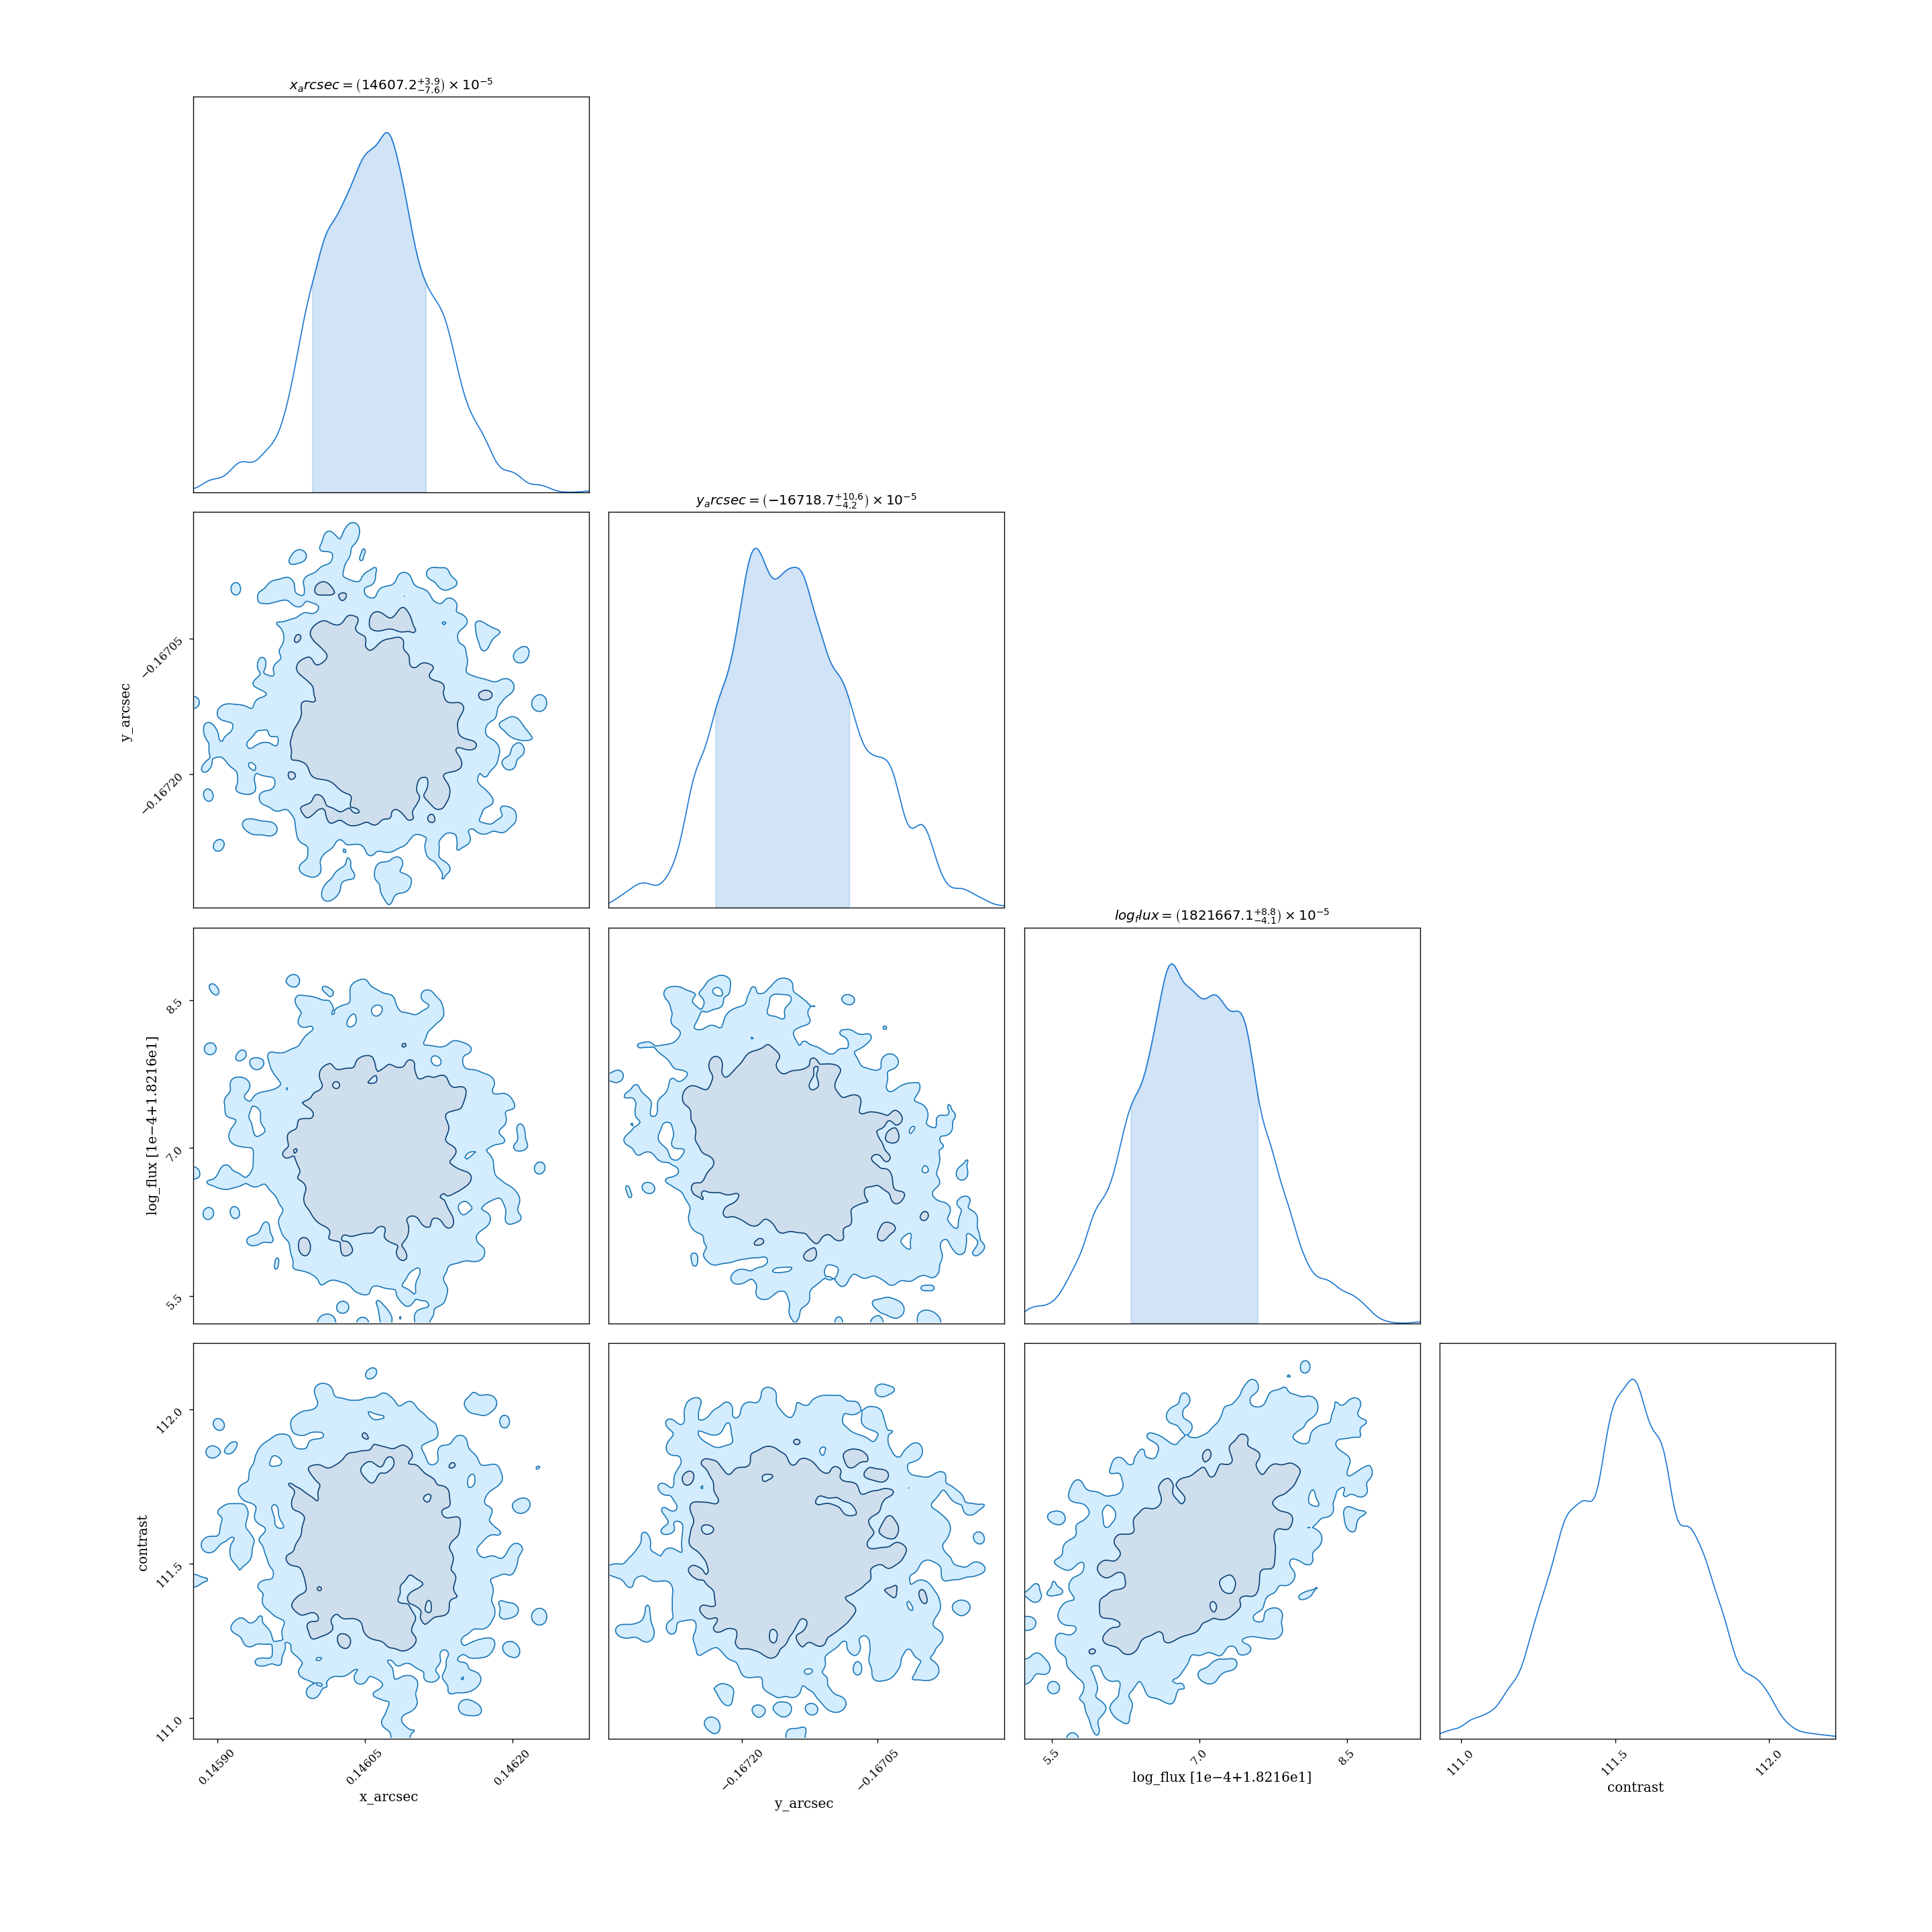 x_arcsec = (14607.2^{+3.9}_{-7.6}) × 10^{−5}
y_arcsec = (−16718.7^{+10.6}_{-4.2}) × 10^{−5}
−0.16705
−0.16720
y_arcsec
log_flux = (1821667.1^{+8.8}_{-4.1}) × 10^{−5}
8.5
7.0
5.5
log_flux [1e−4+1.8216e1]
112.0
111.5
111.0
contrast
0.14590 0.14605 0.14620
x_arcsec
−0.16720 −0.16705
y_arcsec
5.5 7.0 8.5
log_flux [1e−4+1.8216e1]
111.0 111.5 112.0
contrast